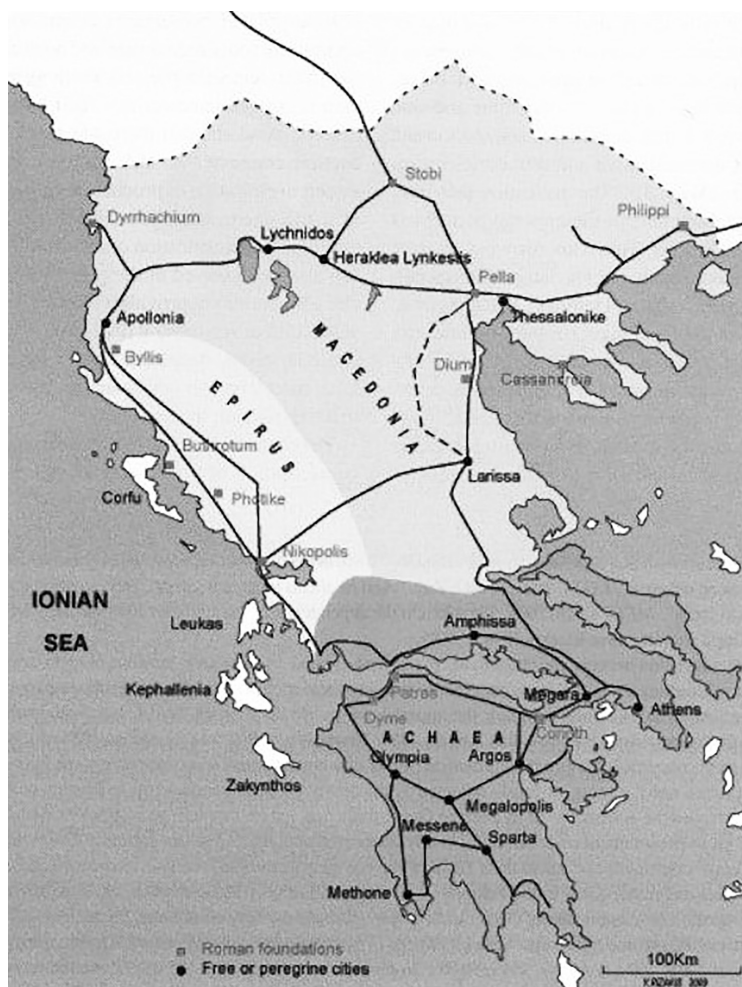 Stobi
Philippi
Dyrrhachium
Lychnidos
Heraklea Lynkestis
Pella
Thessalonike
Apollonia
Byllis
MACEDONIA
Dium
Cassandreia
EPIRUS
Buthrotum
Larissa
Photike
Corfu
Nikopolis
IONIAN
SEA
Leukas
Amphissa
Kephallenia
Patras
Megara
Athens
Dyme
Corinth
ACHAEA
Olympia
Argos
Zakynthos
Megalopolis
Messene
Sparta
Methone
Roman foundations
Free or peregrine cities
100Km
Y.RIZAKIS 2009